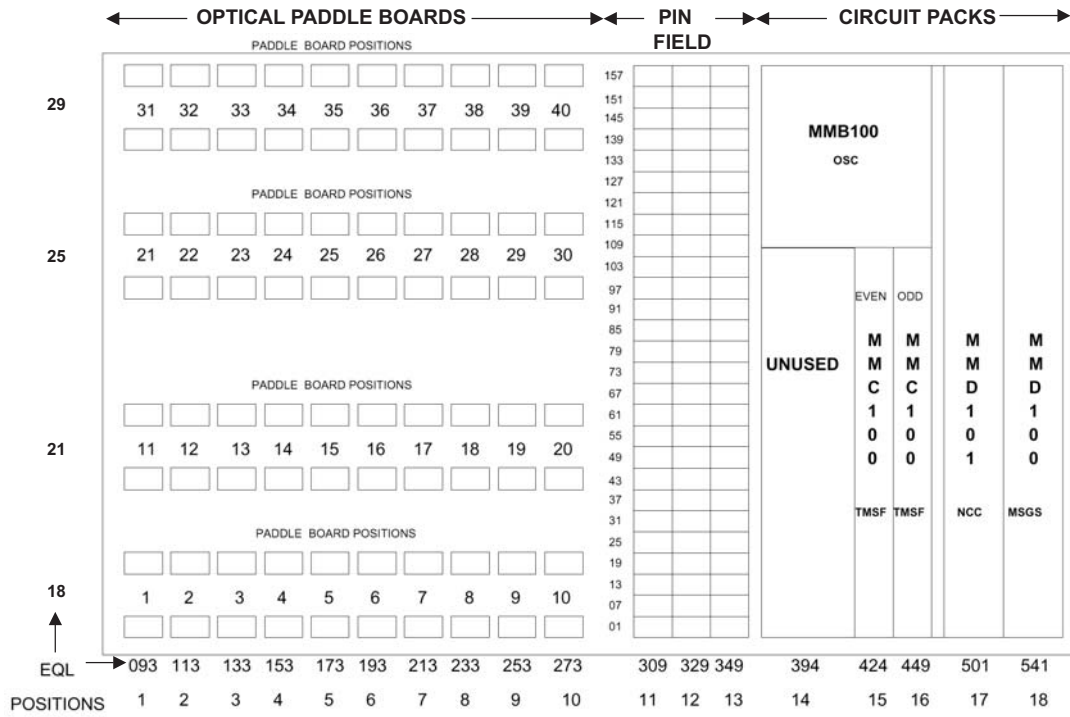 OPTICAL PADDLE BOARDS PIN FIELD CIRCUIT PACKS
PADDLE BOARD POSITIONS
29
31 32 33 34 35 36 37 38 39 40
PADDLE BOARD POSITIONS
25
21 22 23 24 25 26 27 28 29 30
PADDLE BOARD POSITIONS
21
11 12 13 14 15 16 17 18 19 20
PADDLE BOARD POSITIONS
18
1 2 3 4 5 6 7 8 9 10
157
151
145
139
133
127
121
115
109
103
97
91
85
79
73
67
61
55
49
43
37
31
25
19
13
07
01
MMB100
OSC
UNUSED
EVEN
MMC100
TMSF
ODD
MMC100
TMSF
MMD101
NCC
MMD100
MSGS
EQL 093 113 133 153 173 193 213 233 253 273 309 329 349 394 424 449 501 541
POSITIONS 1 2 3 4 5 6 7 8 9 10 11 12 13 14 15 16 17 18